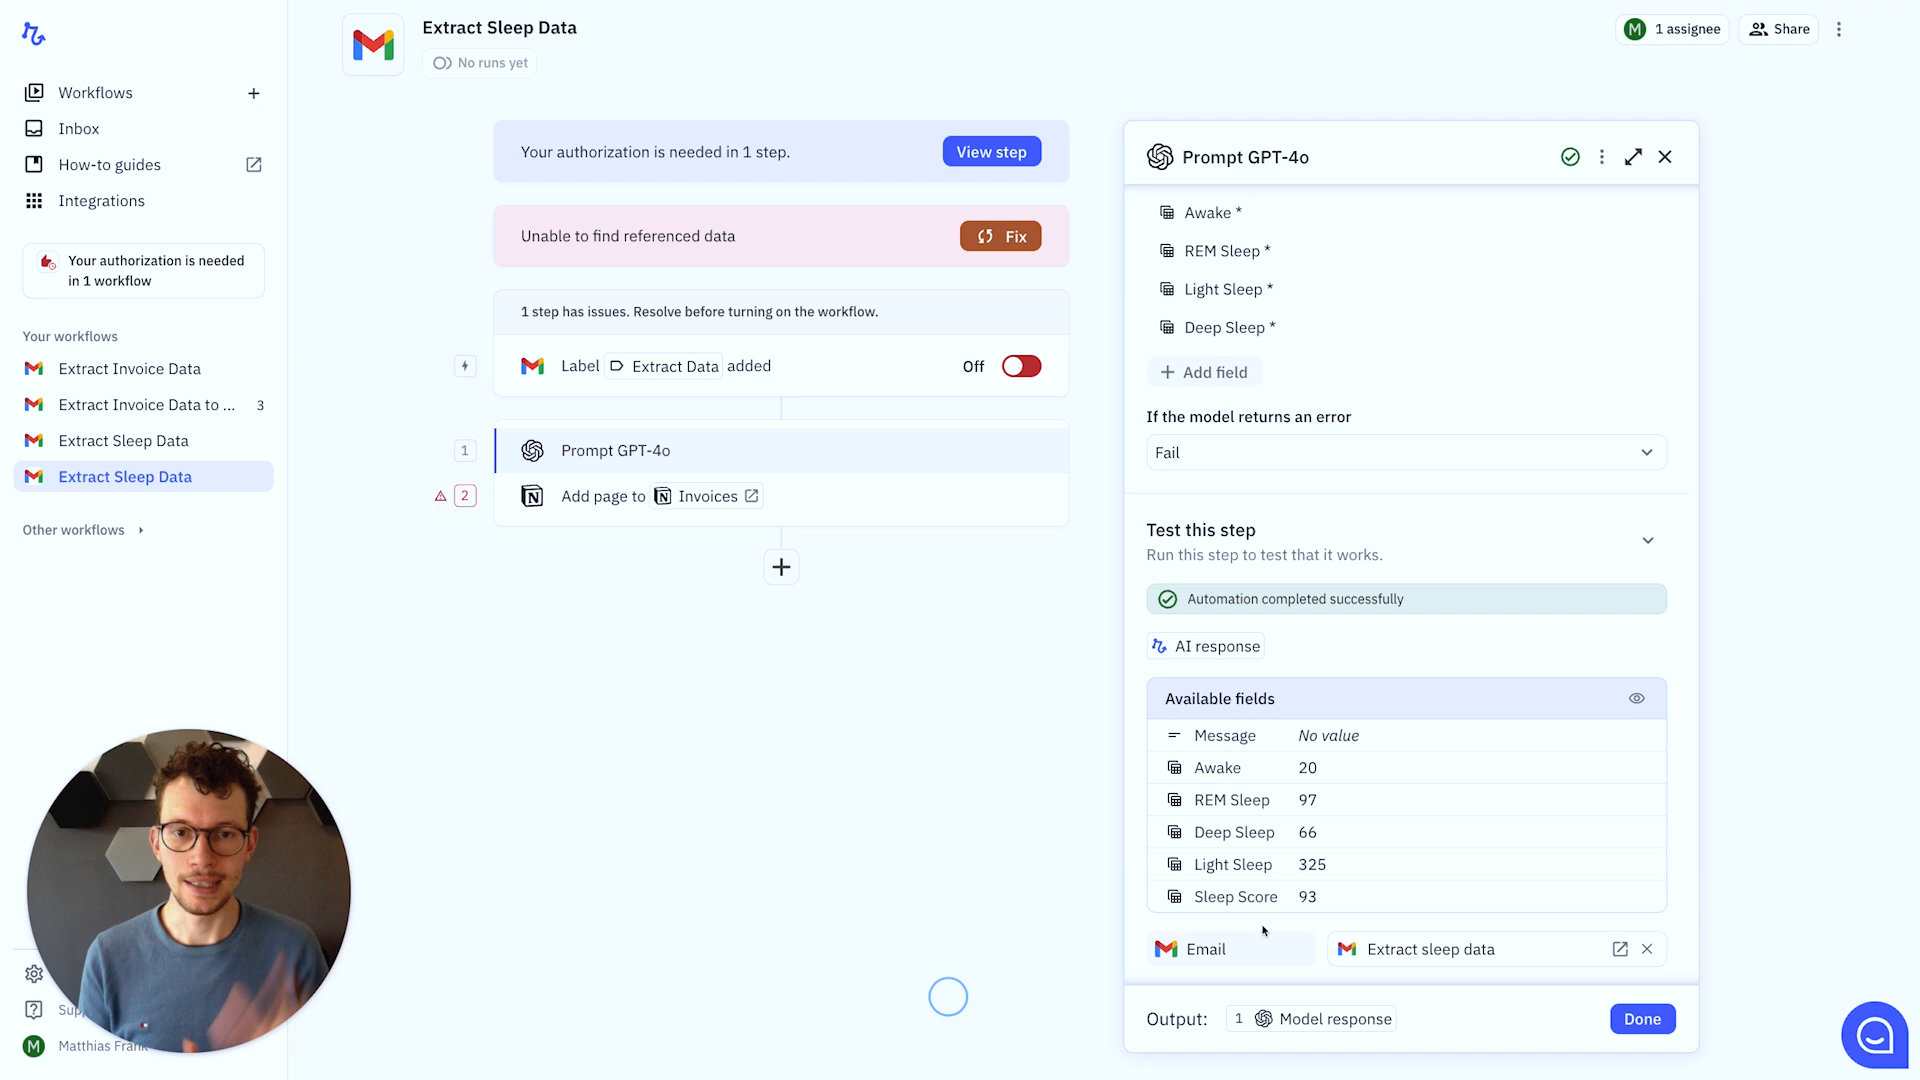 Extract Sleep Data
No runs yet
1 assignee
Share
Workflows
Inbox
How-to guides
Integrations
Your authorization is needed
in 1 workflow
Your workflows
Extract Invoice Data
Extract Invoice Data to ... 3
Extract Sleep Data
Extract Sleep Data
Other workflows
Matthias Frank
Your authorization is needed in 1 step.
View step
Unable to find referenced data
Fix
1 step has issues. Resolve before turning on the workflow.
Label Extract Data added
Off
1 Prompt GPT-4o
2 Add page to Invoices
Prompt GPT-4o
Awake *
REM Sleep *
Light Sleep *
Deep Sleep *
Add field
If the model returns an error
Fail
Test this step
Run this step to test that it works.
Automation completed successfully
AI response
Available fields
Message No value
Awake 20
REM Sleep 97
Deep Sleep 66
Light Sleep 325
Sleep Score 93
Email
Extract sleep data
Output: 1 Model response
Done
M
M